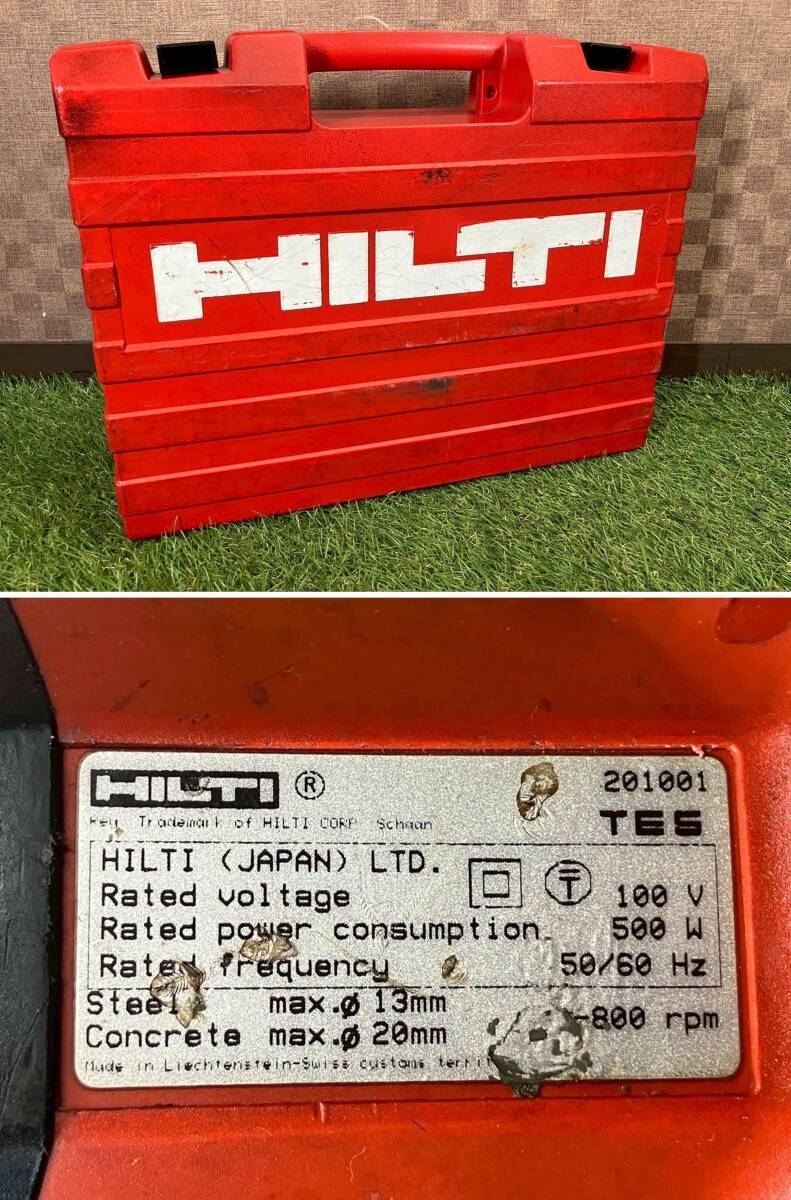 HILTI ®
HILTI ® 201001
Reg. Trademark of HILTI CORP. Schaan TE5
HILTI (JAPAN) LTD.
Rated voltage 100 V
Rated power consumption 500 W
Rated frequency 50/60 Hz
Steel max.ø 13mm
-800 rpm
Concrete max.ø 20mm
Made in Liechtenstein-Swiss customs